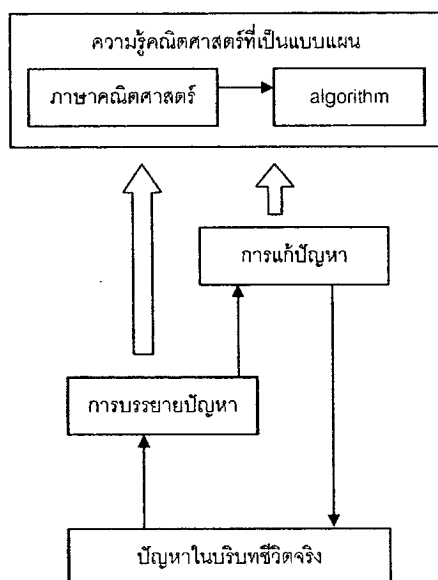 ความรู้คณิตศาสตร์ที่เป็นแบบแผน
ภาษาคณิตศาสตร์
algorithm
การแก้ปัญหา
การบรรยายปัญหา
ปัญหาในบริบทชีวิตจริง